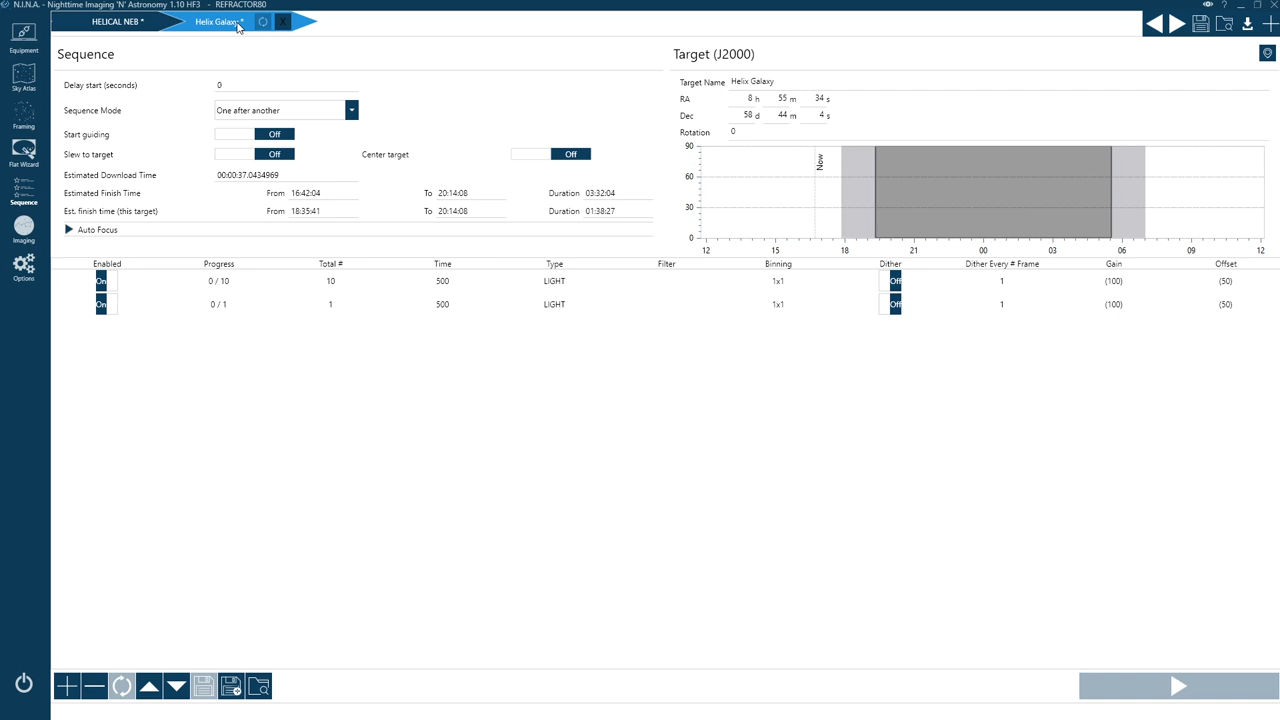 N.I.N.A. - Nighttime Imaging 'N' Astronomy 1.10 HF3 - REFRACTOR80
HELICAL NEB *
Helix Galaxy *
X
Equipment
Sky Atlas
Framing
Flat Wizard
Sequence
Imaging
Options
Sequence
Delay start (seconds) 0
Sequence Mode One after another
Start guiding Off
Slew to target Off Center target Off
Estimated Download Time 00:00:37.0434969
Estimated Finish Time From 16:42:04 To 20:14:08 Duration 03:32:04
Est. finish time (this target) From 18:35:41 To 20:14:08 Duration 01:38:27
Auto Focus
Target (J2000)
Target Name Helix Galaxy
RA 8 h 55 m 34 s
Dec 58 d 44 m 4 s
Rotation 0
90
60
30
0
Now
12 15 18 21 00 03 06 09 12
Enabled Progress Total # Time Type Filter Binning Dither Dither Every # Frame Gain Offset
On 0 / 10 10 500 LIGHT 1x1 Off 1 (100) (50)
On 0 / 1 1 500 LIGHT 1x1 Off 1 (100) (50)